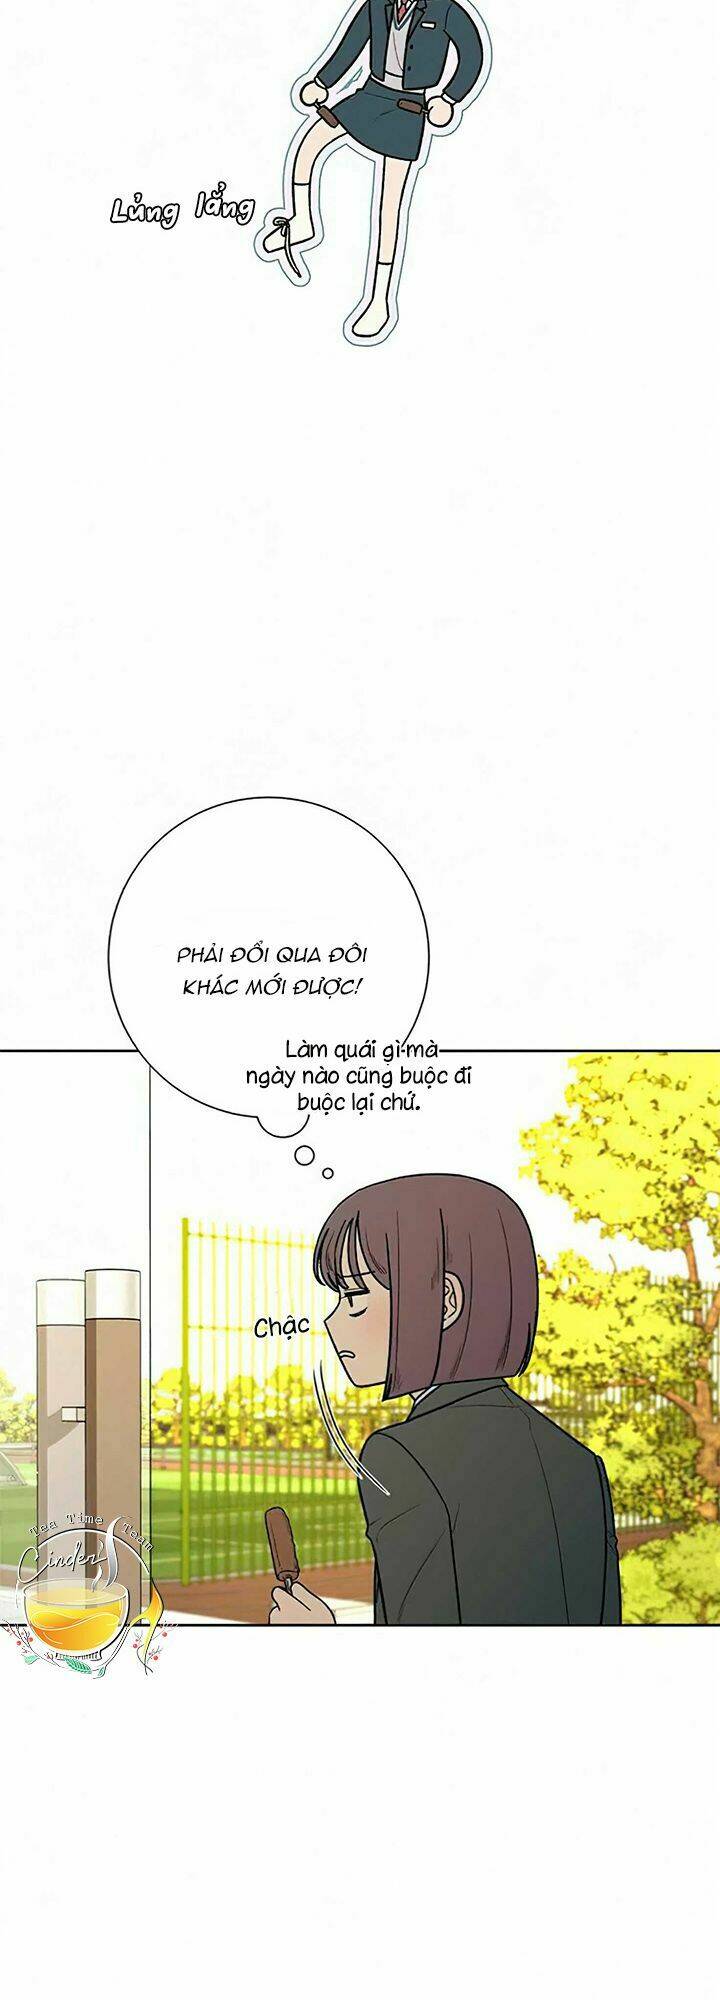 Lủng lẳng
PHẢI ĐỔI QUA ĐÔI
KHÁC MỚI ĐƯỢC!
Làm quái gì mà
ngày nào cũng buộc đi
buộc lại chứ.
Chậc
Tea Time Team
Cinder